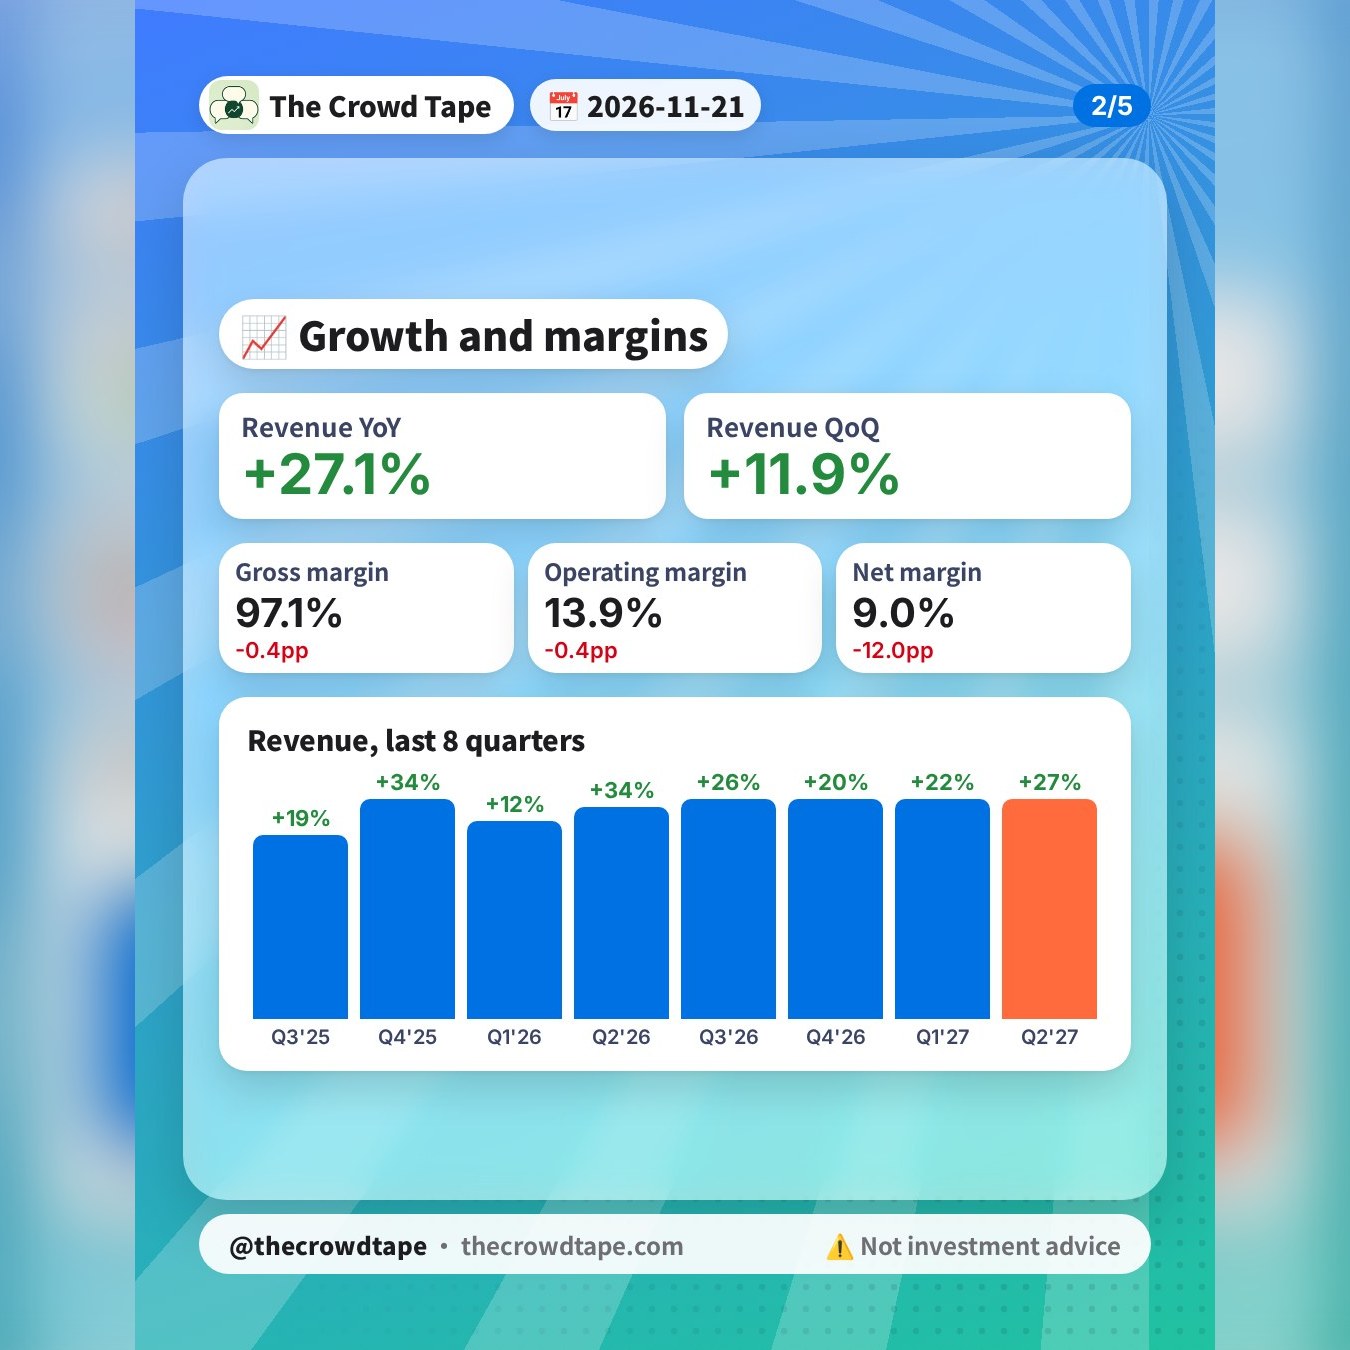 The Crowd Tape
2026-11-21
2/5
Growth and margins
Revenue YoY
+27.1%
Revenue QoQ
+11.9%
Gross margin
97.1%
-0.4pp
Operating margin
13.9%
-0.4pp
Net margin
9.0%
-12.0pp
Revenue, last 8 quarters
+19% +34% +12% +34% +26% +20% +22% +27%
Q3'25 Q4'25 Q1'26 Q2'26 Q3'26 Q4'26 Q1'27 Q2'27
@thecrowdtape • thecrowdtape.com
⚠️ Not investment advice